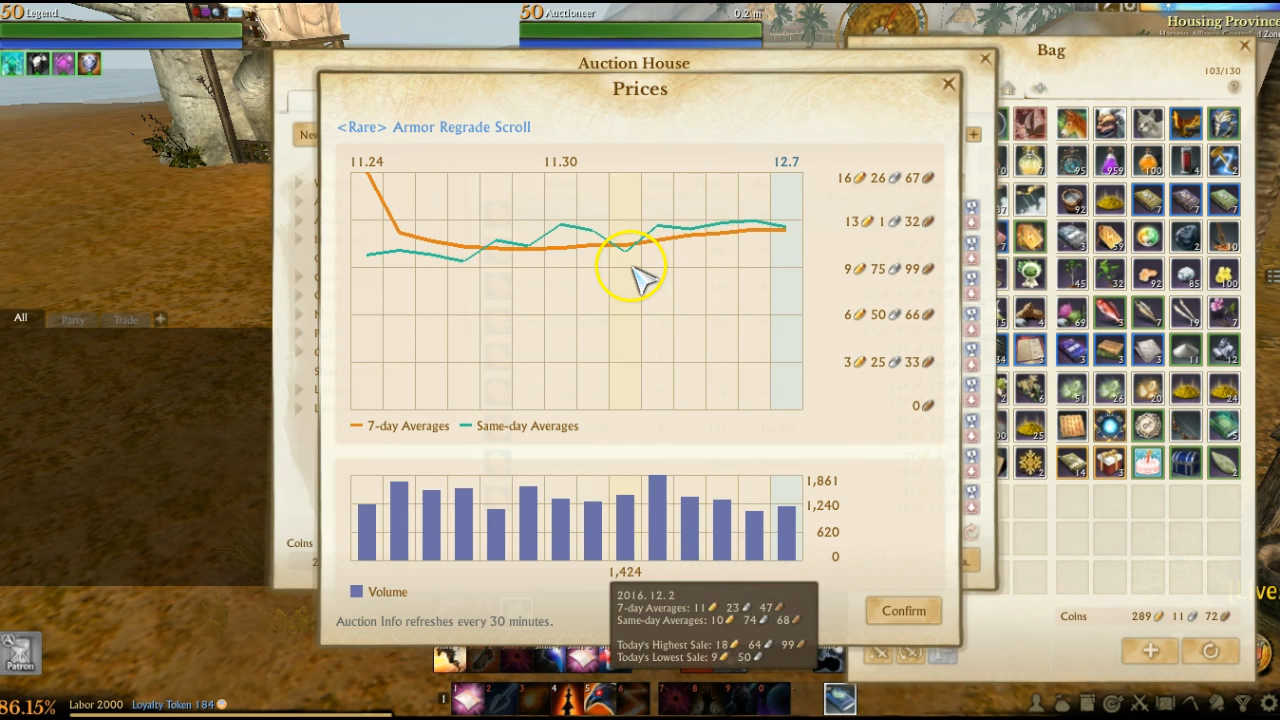 50 Legend
50 Auctioneer
0.2 m
Housing Province
Auction House
Bag
Prices
103/130
<Rare> Armor Regrade Scroll
New
11.24 11.30 12.7
16 26 67
13 1 32
9 75 99
6 50 66
3 25 33
0
All Party Trade
7-day Averages Same-day Averages
1,861
1,240
620
0
1,424
Coins
Volume
2016. 12. 2
7-day Averages: 11 23 47
Same-day Averages: 10 74 68
Today's Highest Sale: 18 64 99
Today's Lowest Sale: 9 50
Auction Info refreshes every 30 minutes.
Confirm
Coins 289 11 72
[Live
Patron
86.15% Labor 2000 Loyalty Token 184